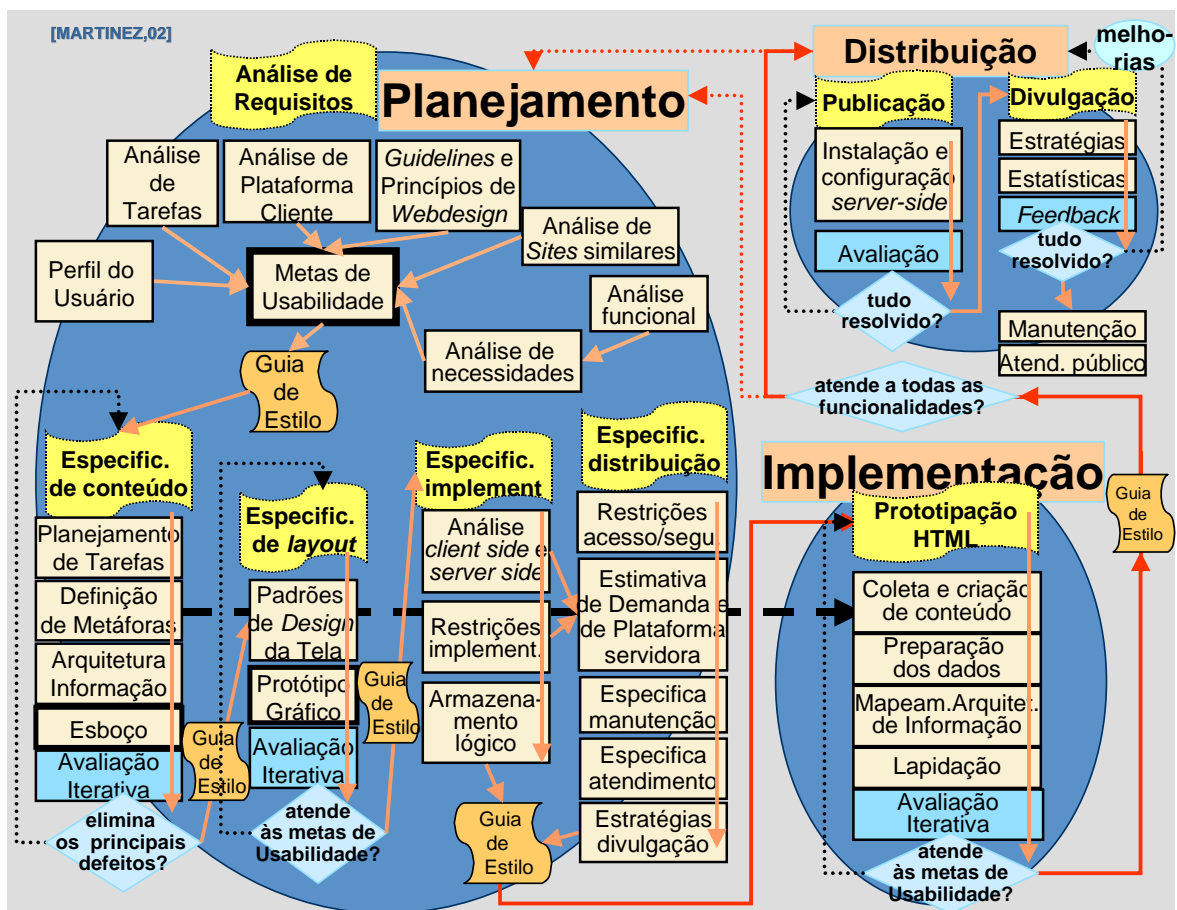 [MARTINEZ,02]
Análise de
Requisitos
Planejamento
Análise
de
Tarefas
Análise de
Plataforma
Cliente
Guidelines e
Princípios de
Webdesign
Análise de
Sites similares
Perfil do
Usuário
Metas de
Usabilidade
Análise
funcional
Análise de
necessidades
Guia
de
Estilo
Especific.
de conteúdo
Planejamento
de Tarefas
Definição
de Metáforas
Arquitetura
Informação
Esboço
Avaliação
Iterativa
elimina
os principais
defeitos?
Guia
de
Estilo
Especific.
de layout
Padrões
de Design
da Tela
Protótipo
Gráfico
Avaliação
Iterativa
atende
às metas de
Usabilidade?
Guia
de
Estilo
Especific.
implement
Análise
client side e
server side
Restrições
implement.
Armazena-
mento
lógico
Guia
de
Estilo
Especific.
distribuição
Restrições
acesso/segu.
Estimativa
de Demanda e
de Plataforma
servidora
Especifica
manutenção
Especifica
atendimento
Estratégias
divulgação
Distribuição
melho-
rias
Publicação
Instalação e
configuração
server-side
Avaliação
tudo
resolvido?
Divulgação
Estratégias
Estatísticas
Feedback
tudo
resolvido?
Manutenção
Atend. público
atende a todas as
funcionalidades?
Implementação
Prototipação
HTML
Coleta e criação
de conteúdo
Preparação
dos dados
Mapeam.Arquitet.
de Informação
Lapidação
Avaliação
Iterativa
atende
às metas de
Usabilidade?
Guia
de
Estilo